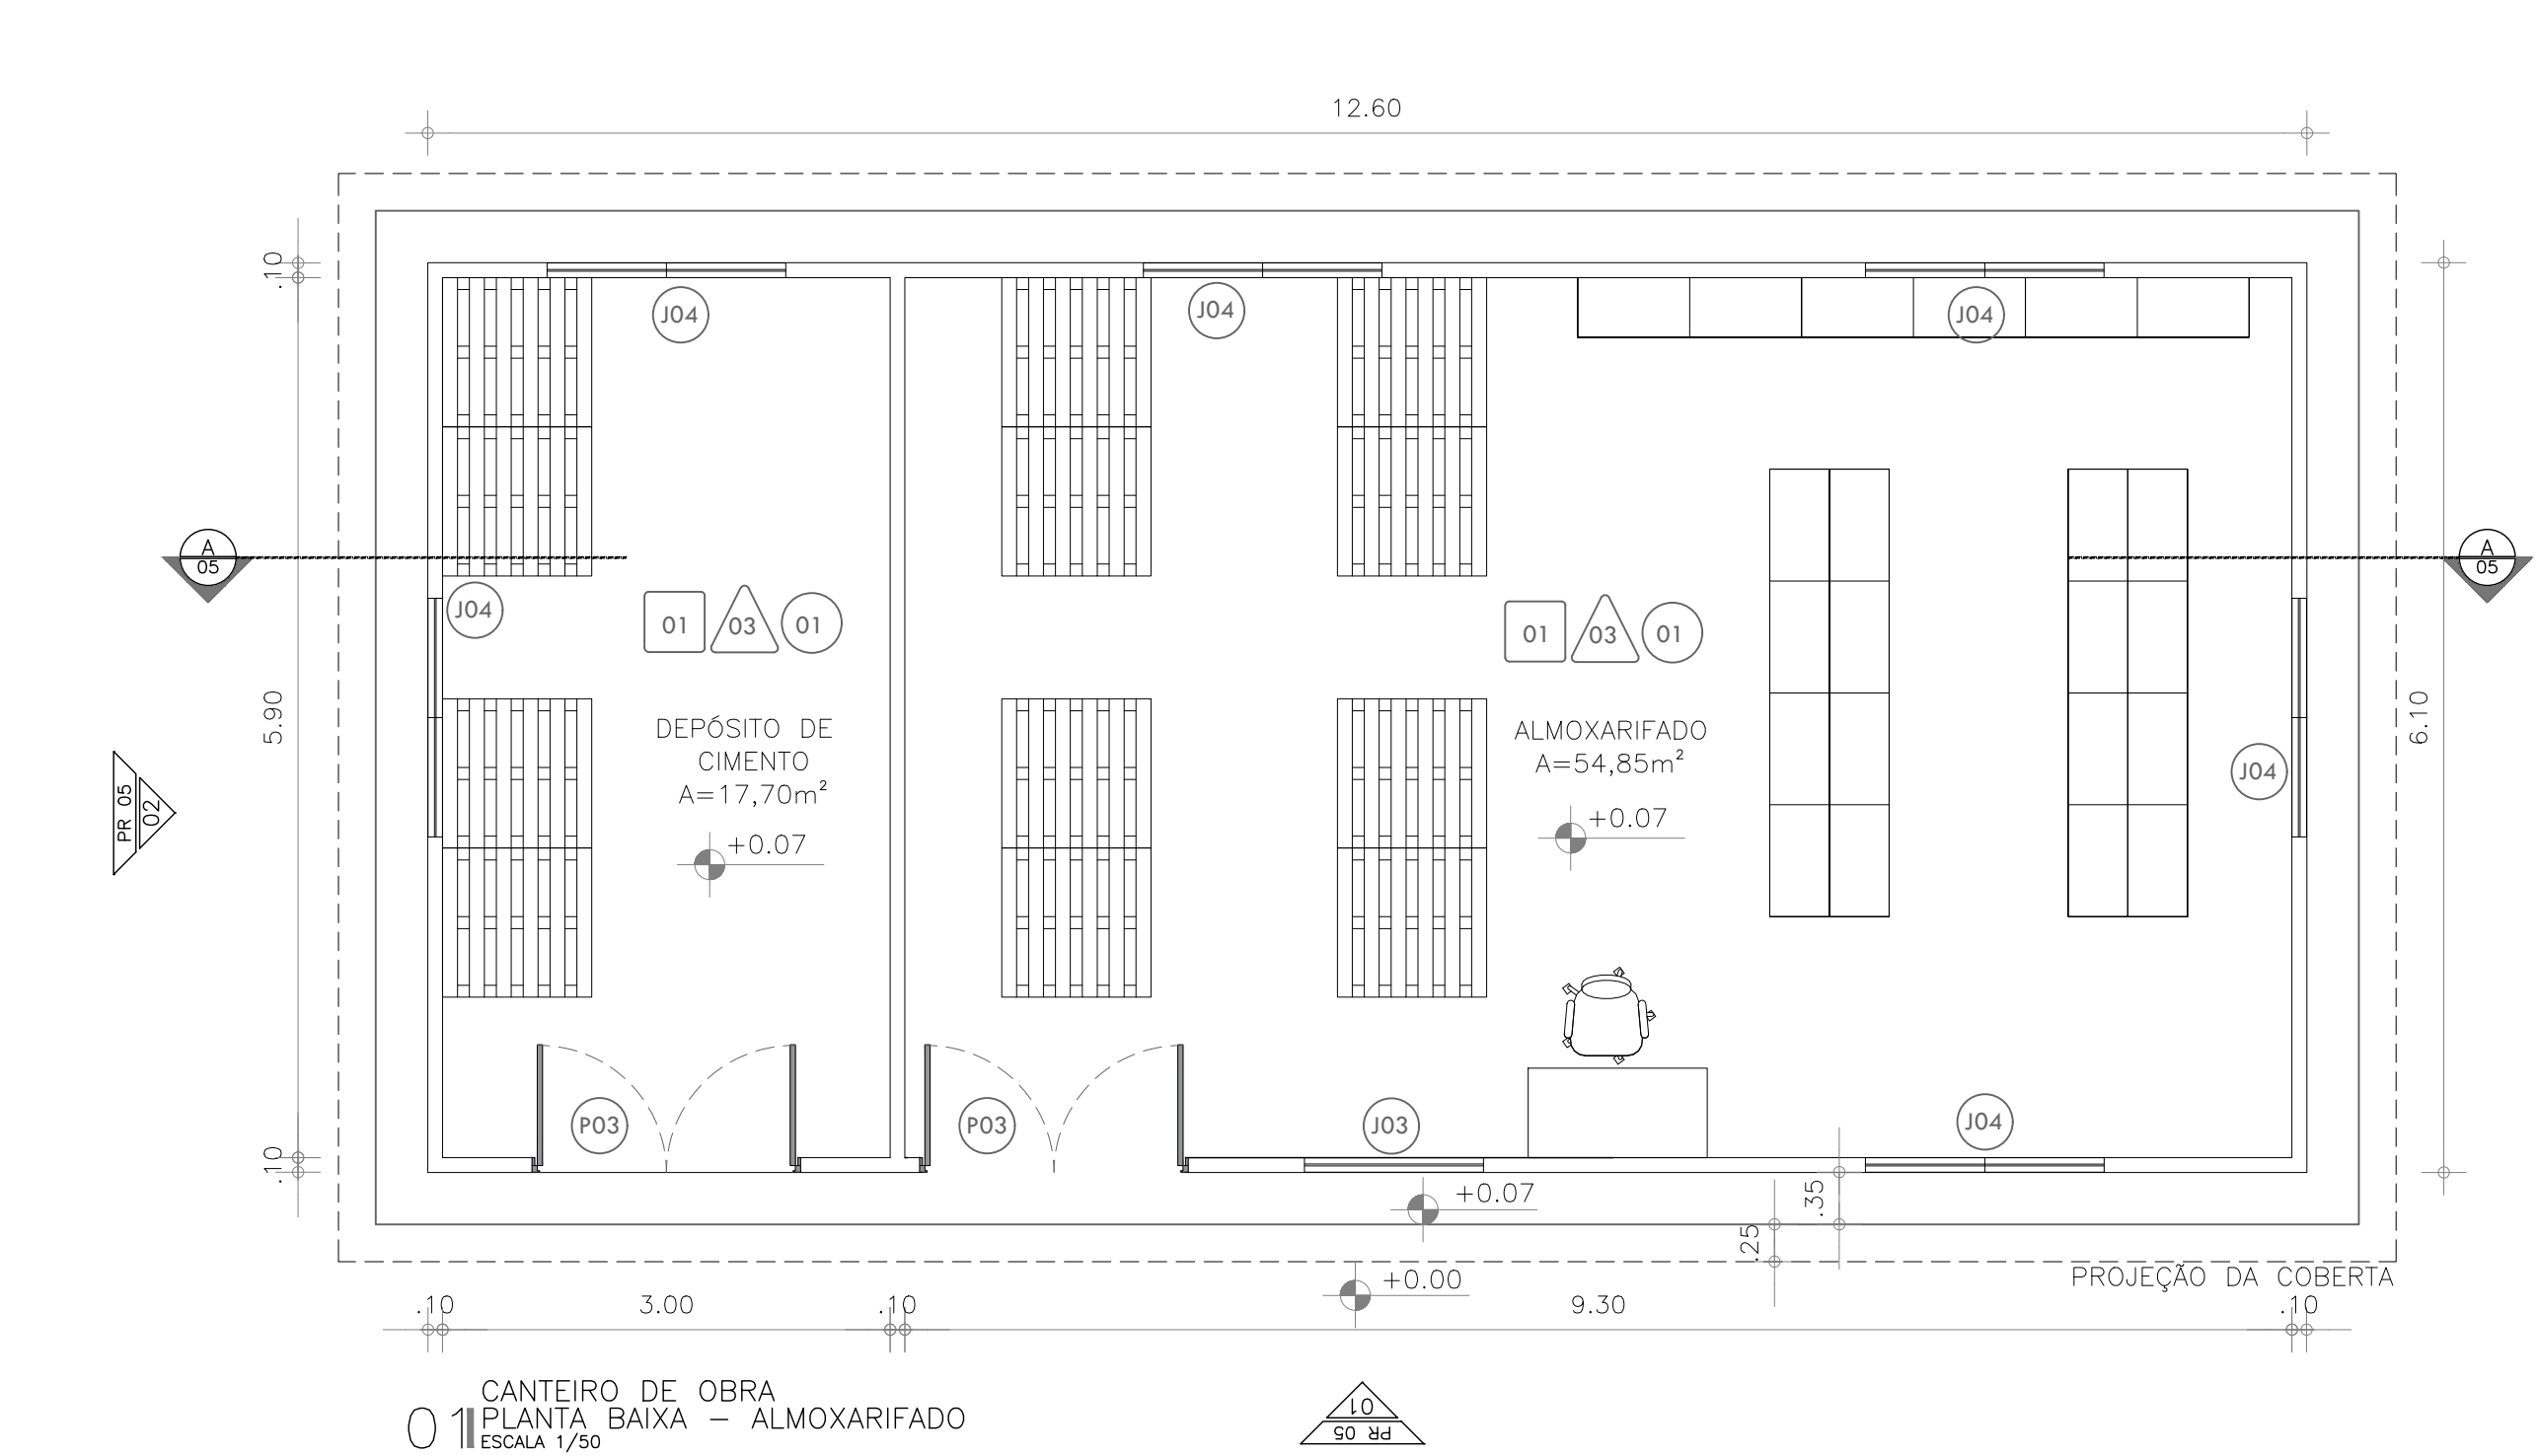 12.60
.10
J04
J04
J04
A
05
A
05
J04
01
03
01
01
03
01
5.90
6.10
DEPÓSITO DE
CIMENTO
A=17,70m²
+0.07
ALMOXARIFADO
A=54,85m²
+0.07
J04
PR 05
02
P03
P03
J03
J04
.10
+0.07
.35
.25
+0.00
PROJEÇÃO DA COBERTA
.10
3.00
.10
9.30
.10
01
CANTEIRO DE OBRA
PLANTA BAIXA – ALMOXARIFADO
ESCALA 1/50
01
PR 05